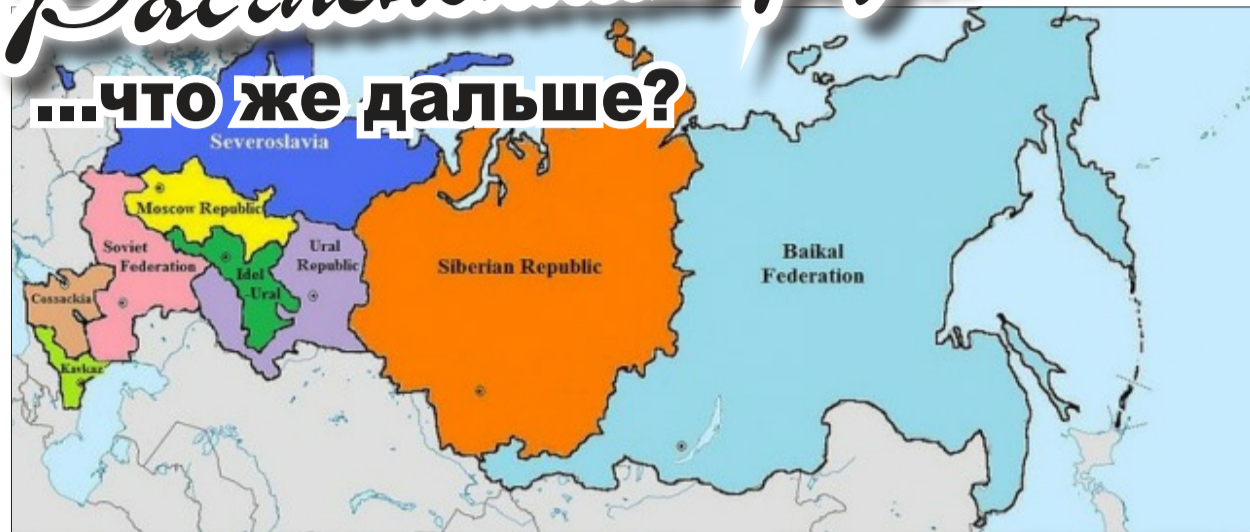 ...что же дальше?
Severoslavia
Moscow Republic
Soviet
Federation
Idel
-Ural
Ural
Republic
Cossackia
Kavkaz
Siberian Republic
Baikal
Federation